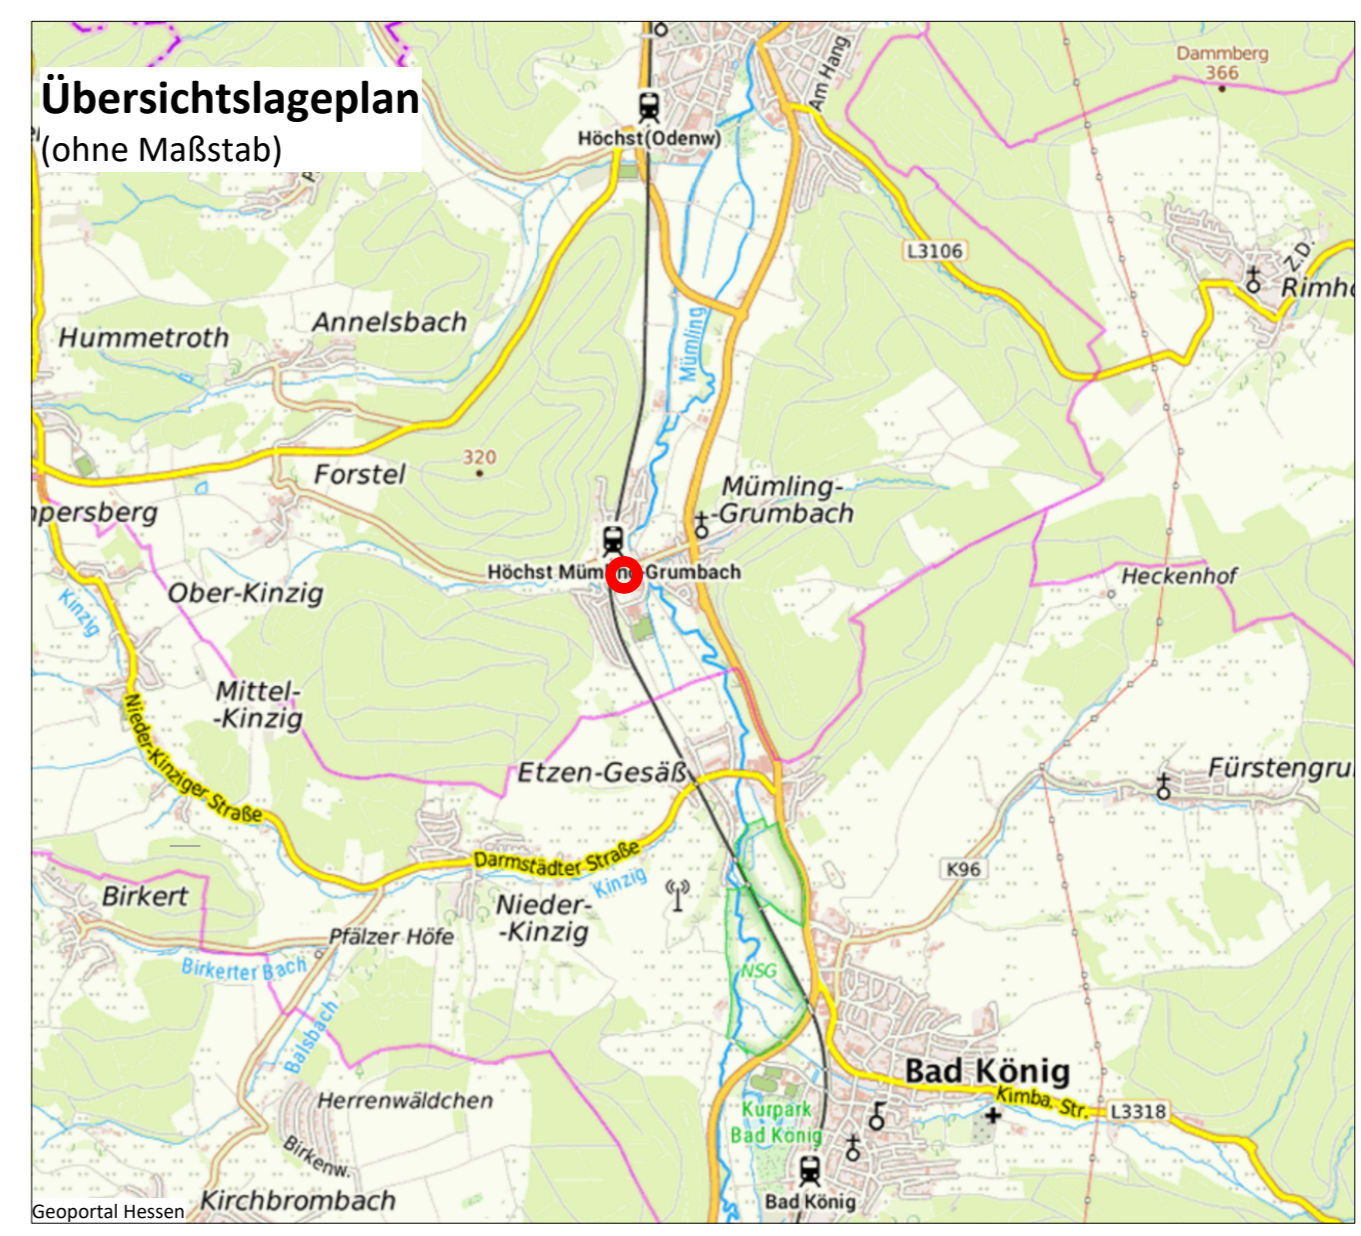 Übersichtslageplan
(ohne Maßstab)
Dammberg
366
Am Hang
Höchst(Odenw)
L3106
Z.D.
Rimho
Mümling
Annelsbach
Hummetroth
320
Forstel
Mümling-
-Grumbach
npersberg
Höchst Mümling-Grumbach
Heckenhof
Ober-Kinzig
Kinzig
Mittel-
-Kinzig
Nieder-Kinziger Straße
Etzen-Gesäß
Fürstengru
Darmstädter Straße
Kinzig
K96
Birkert
Nieder-
-Kinzig
Pfälzer Höfe
Birkerter Bach
NSG
Balsbach
Bad König
Kimba. Str.
L3318
Herrenwäldchen
Kurpark
Bad König
Birkenw.
Bad König
Kirchbrombach
Geoportal Hessen